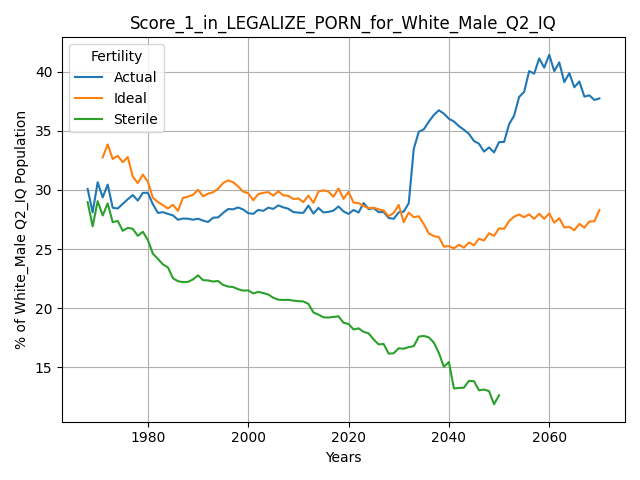 Score_1_in_LEGALIZE_PORN_for_White_Male_Q2_IQ
Fertility
Actual
Ideal
Sterile
% of White_Male Q2_IQ Population
40
35
30
25
20
15
1980
2000
2020
2040
2060
Years